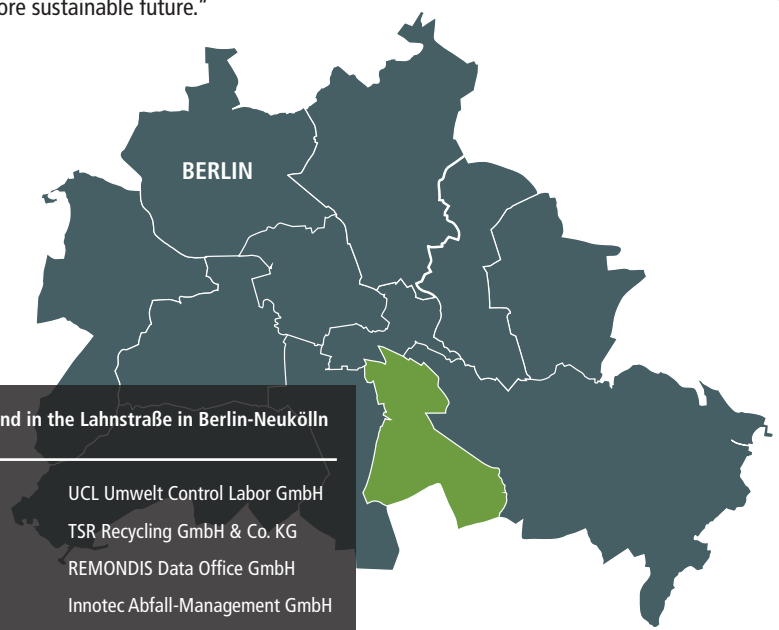 ore sustainable future.“
BERLIN
nd in the Lahnstraße in Berlin-Neukölln
UCL Umwelt Control Labor GmbH
TSR Recycling GmbH & Co. KG
REMONDIS Data Office GmbH
Innotec Abfall-Management GmbH